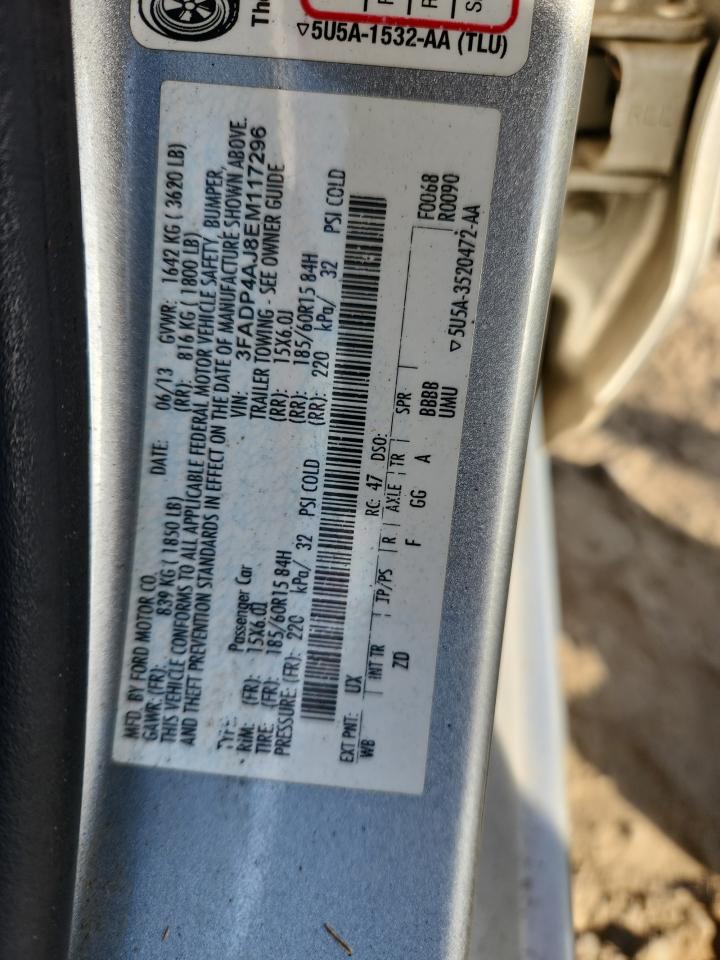 Th
▽5U5A-1532-AA (TLU)
MFD. BY FORD MOTOR CO.
DATE: 06/13 GVWR: 1642 KG ( 3620 LB)
GAWR: (FR): 839 KG ( 1850 LB) (RR): 816 KG ( 1800 LB)
THIS VEHICLE CONFORMS TO ALL APPLICABLE FEDERAL MOTOR VEHICLE SAFETY, BUMPER,
AND THEFT PREVENTION STANDARDS IN EFFECT ON THE DATE OF MANUFACTURE SHOWN ABOVE.
VIN: 3FADP4AJ8EM117296
TYPE: Passenger Car TRAILER TOWING - SEE OWNER GUIDE
RIM: (FR): 15X6.0J (RR): 15X6.0J
TIRE: (FR): 185/60R15 84H (RR): 185/60R15 84H
PRESSURE: (FR): 220 kPa/ 32 PSI COLD (RR): 220 kPa/ 32 PSI COLD
EXT PNT: UX RC: 47 DSO: F0068
R0090
WB INT TR TP/PS R AXLE TR SPR
ZD F GG A BBBB
UMU
▽5U5A-3520472-AA
REC